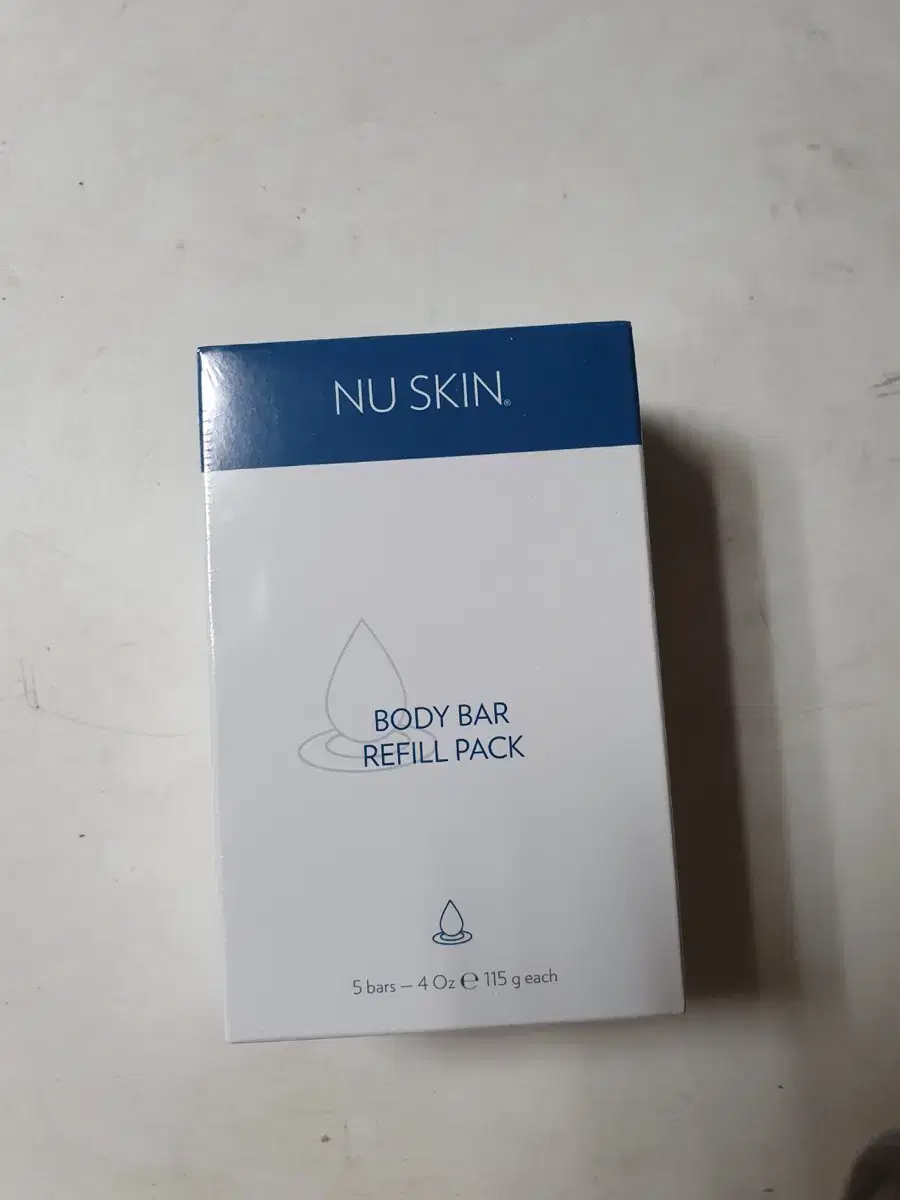 NU SKIN®
BODY BAR
REFILL PACK
5 bars — 4 Oz ℮ 115 g each